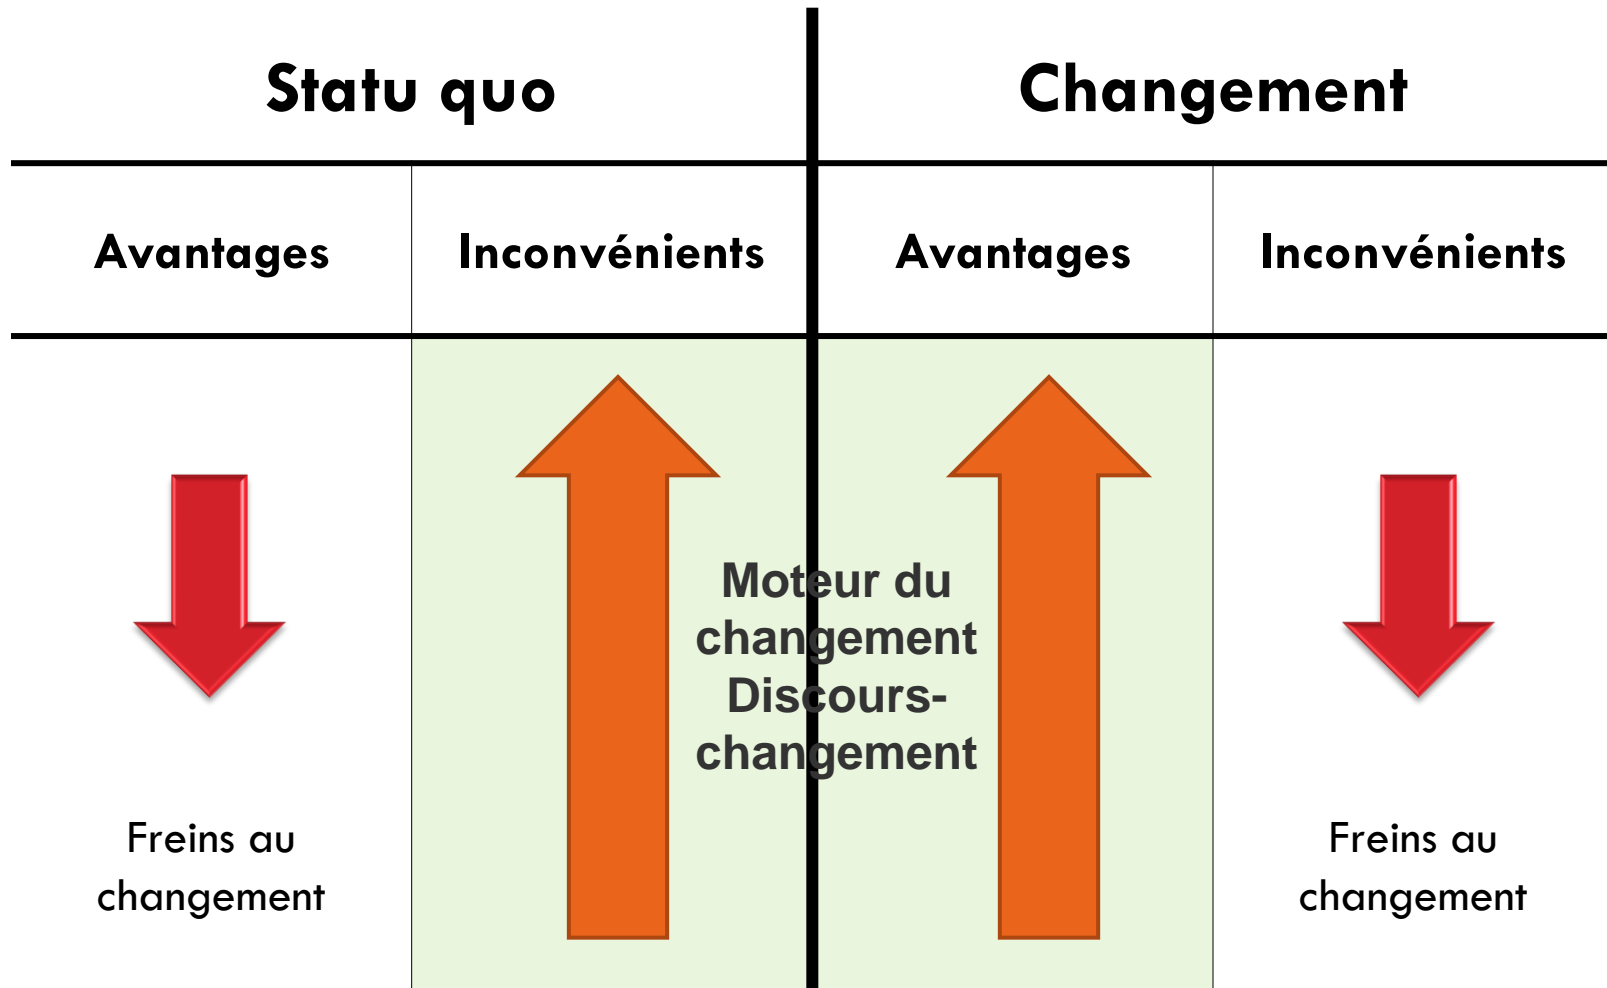 Statu quo
Changement
Avantages
Inconvénients
Avantages
Inconvénients
Moteur du
changement
Discours-
changement
Freins au
changement
Freins au
changement